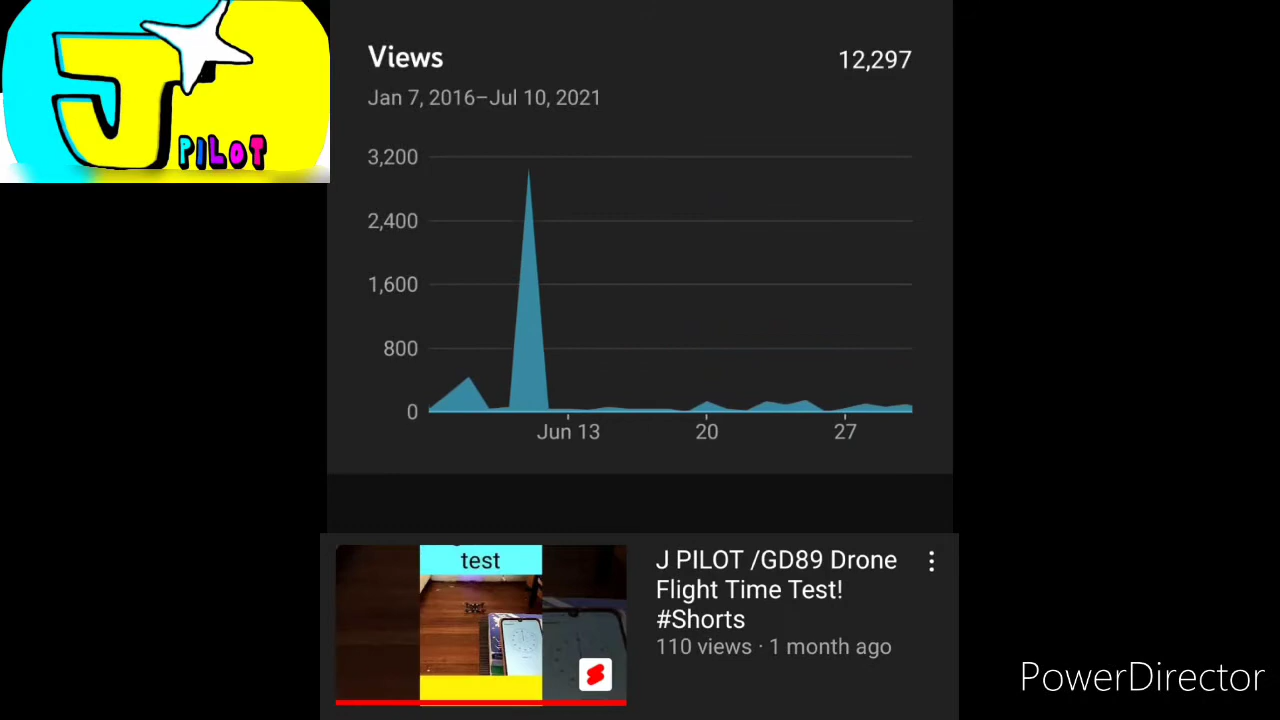 J
PILOT
Views
12,297
Jan 7, 2016–Jul 10, 2021
3,200
2,400
1,600
800
0
Jun 13
20
27
test
J PILOT /GD89 Drone
Flight Time Test!
#Shorts
110 views · 1 month ago
PowerDirector